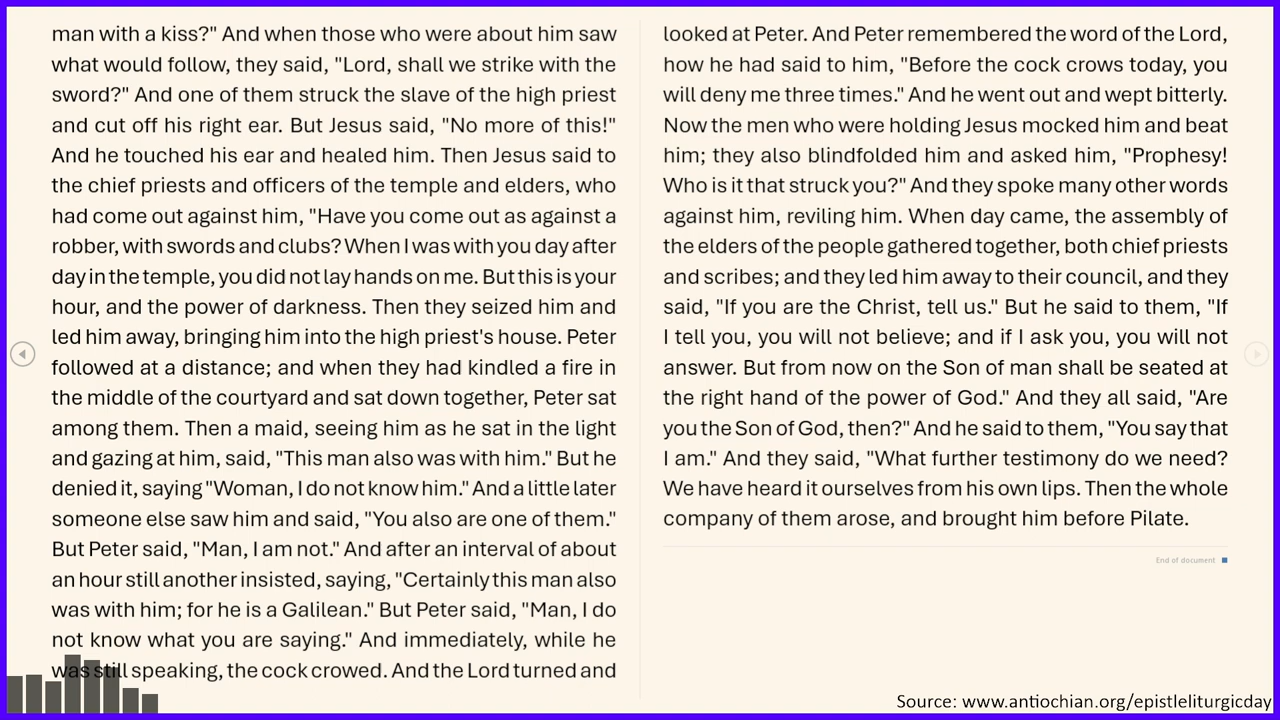 man with a kiss?" And when those who were about him saw
what would follow, they said, "Lord, shall we strike with the
sword?" And one of them struck the slave of the high priest
and cut off his right ear. But Jesus said, "No more of this!"
And he touched his ear and healed him. Then Jesus said to
the chief priests and officers of the temple and elders, who
had come out against him, "Have you come out as against a
robber, with swords and clubs? When I was with you day after
day in the temple, you did not lay hands on me. But this is your
hour, and the power of darkness. Then they seized him and
led him away, bringing him into the high priest's house. Peter
followed at a distance; and when they had kindled a fire in
the middle of the courtyard and sat down together, Peter sat
among them. Then a maid, seeing him as he sat in the light
and gazing at him, said, "This man also was with him." But he
denied it, saying "Woman, I do not know him." And a little later
someone else saw him and said, "You also are one of them."
But Peter said, "Man, I am not." And after an interval of about
an hour still another insisted, saying, "Certainly this man also
was with him; for he is a Galilean." But Peter said, "Man, I do
not know what you are saying." And immediately, while he
was still speaking, the cock crowed. And the Lord turned and
looked at Peter. And Peter remembered the word of the Lord,
how he had said to him, "Before the cock crows today, you
will deny me three times." And he went out and wept bitterly.
Now the men who were holding Jesus mocked him and beat
him; they also blindfolded him and asked him, "Prophesy!
Who is it that struck you?" And they spoke many other words
against him, reviling him. When day came, the assembly of
the elders of the people gathered together, both chief priests
and scribes; and they led him away to their council, and they
said, "If you are the Christ, tell us." But he said to them, "If
I tell you, you will not believe; and if I ask you, you will not
answer. But from now on the Son of man shall be seated at
the right hand of the power of God." And they all said, "Are
you the Son of God, then?" And he said to them, "You say that
I am." And they said, "What further testimony do we need?
We have heard it ourselves from his own lips. Then the whole
company of them arose, and brought him before Pilate.
End of document
Source: www.antiochian.org/epistleliturgicday